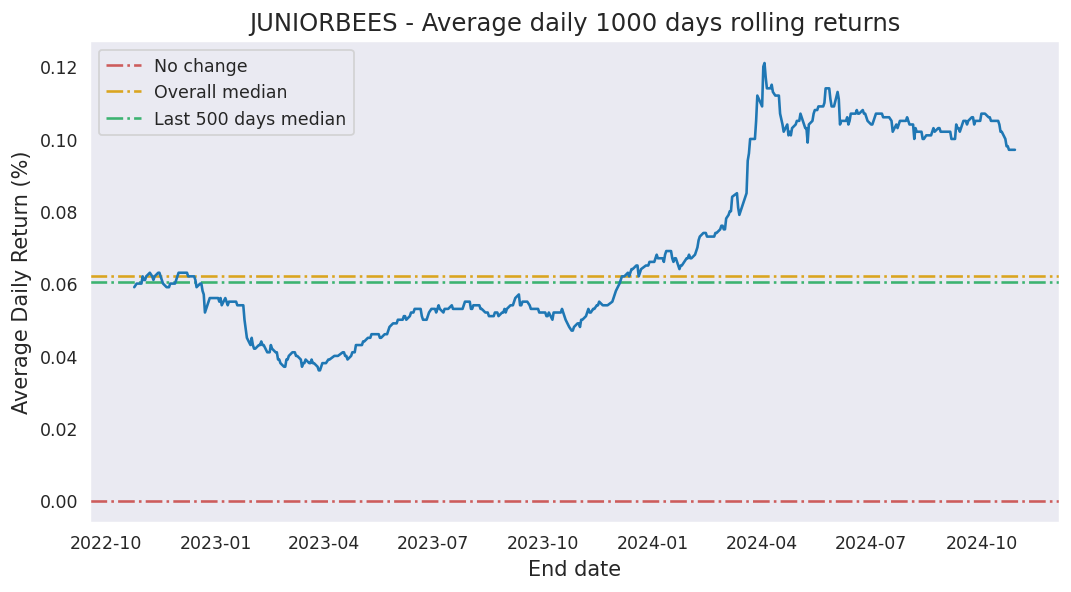 JUNIORBEES - Average daily 1000 days rolling returns
No change
Overall median
Last 500 days median
Average Daily Return (%)
0.12
0.10
0.08
0.06
0.04
0.02
0.00
2022-10 2023-01 2023-04 2023-07 2023-10 2024-01 2024-04 2024-07 2024-10
End date